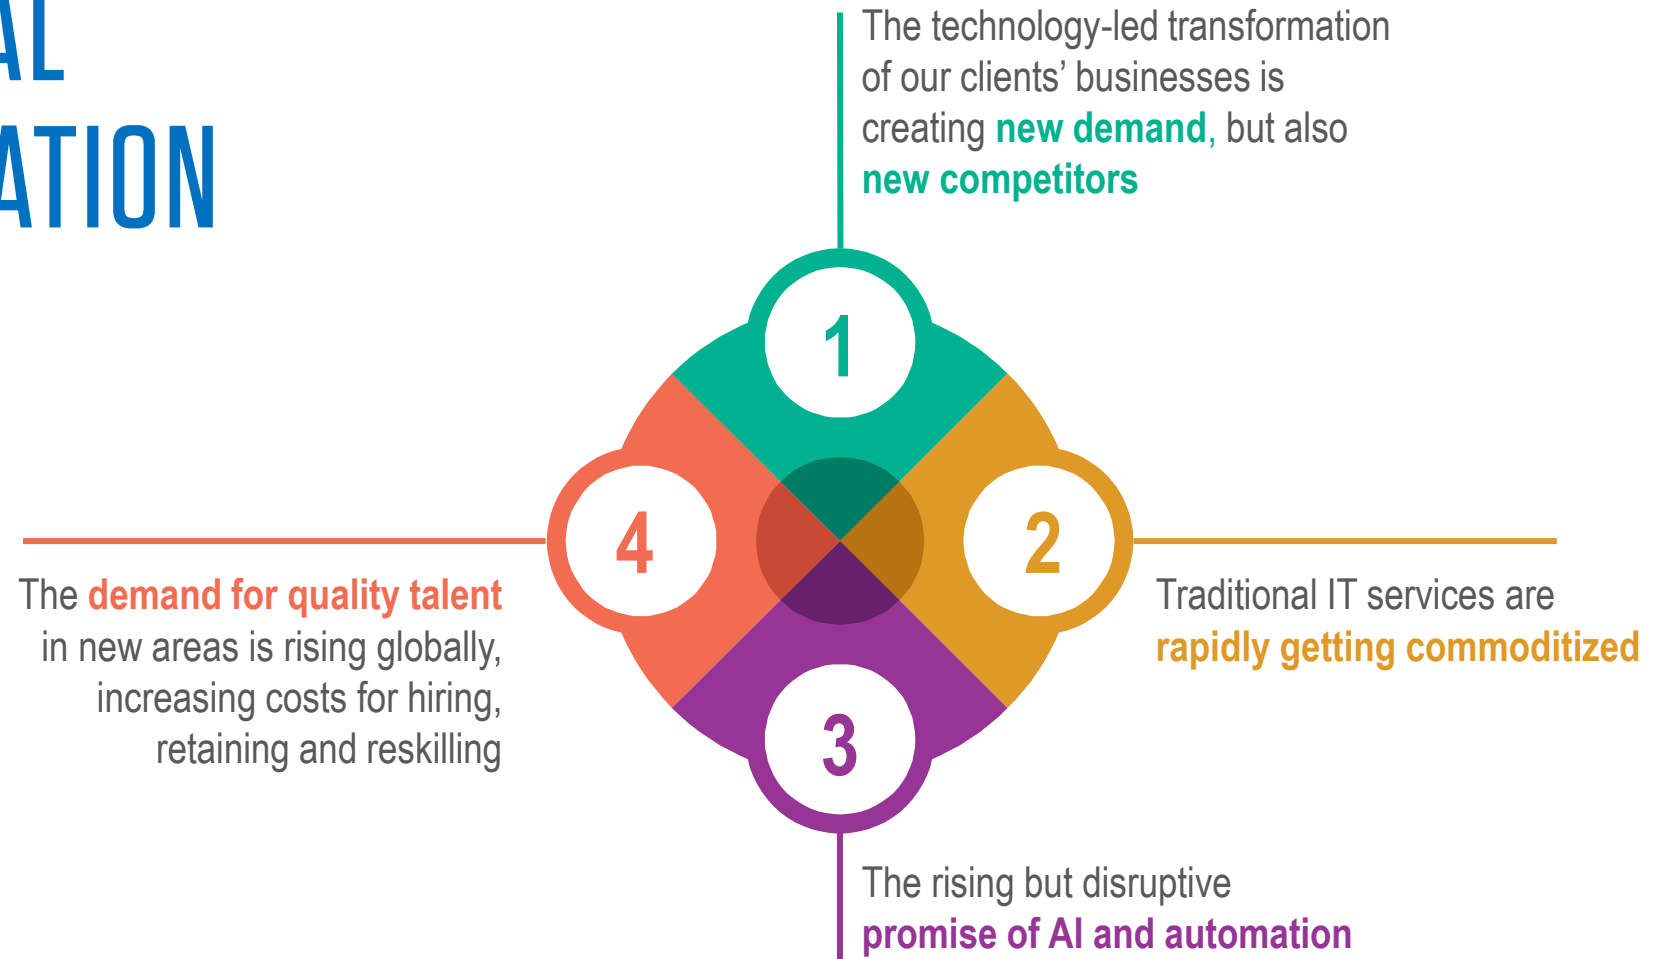 AL
ATION
The technology-led transformation
of our clients’ businesses is
creating new demand, but also
new competitors
1
4
2
The demand for quality talent
in new areas is rising globally,
increasing costs for hiring,
retaining and reskilling
Traditional IT services are
rapidly getting commoditized
3
The rising but disruptive
promise of AI and automation